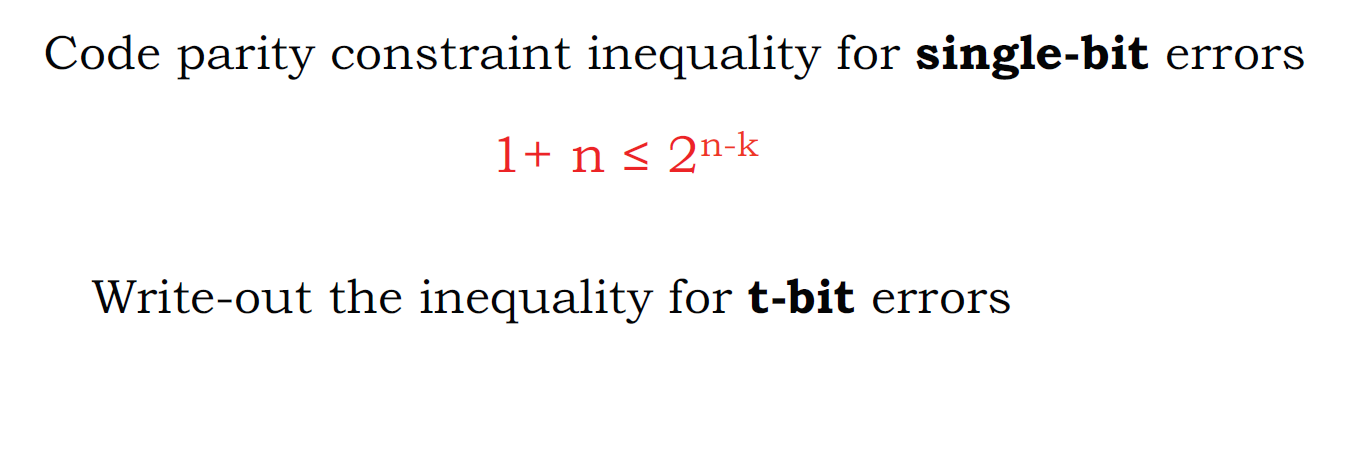 Code parity constraint inequality for single-bit errors
1+ n ≤ 2ⁿ⁻ᵏ
Write-out the inequality for t-bit errors